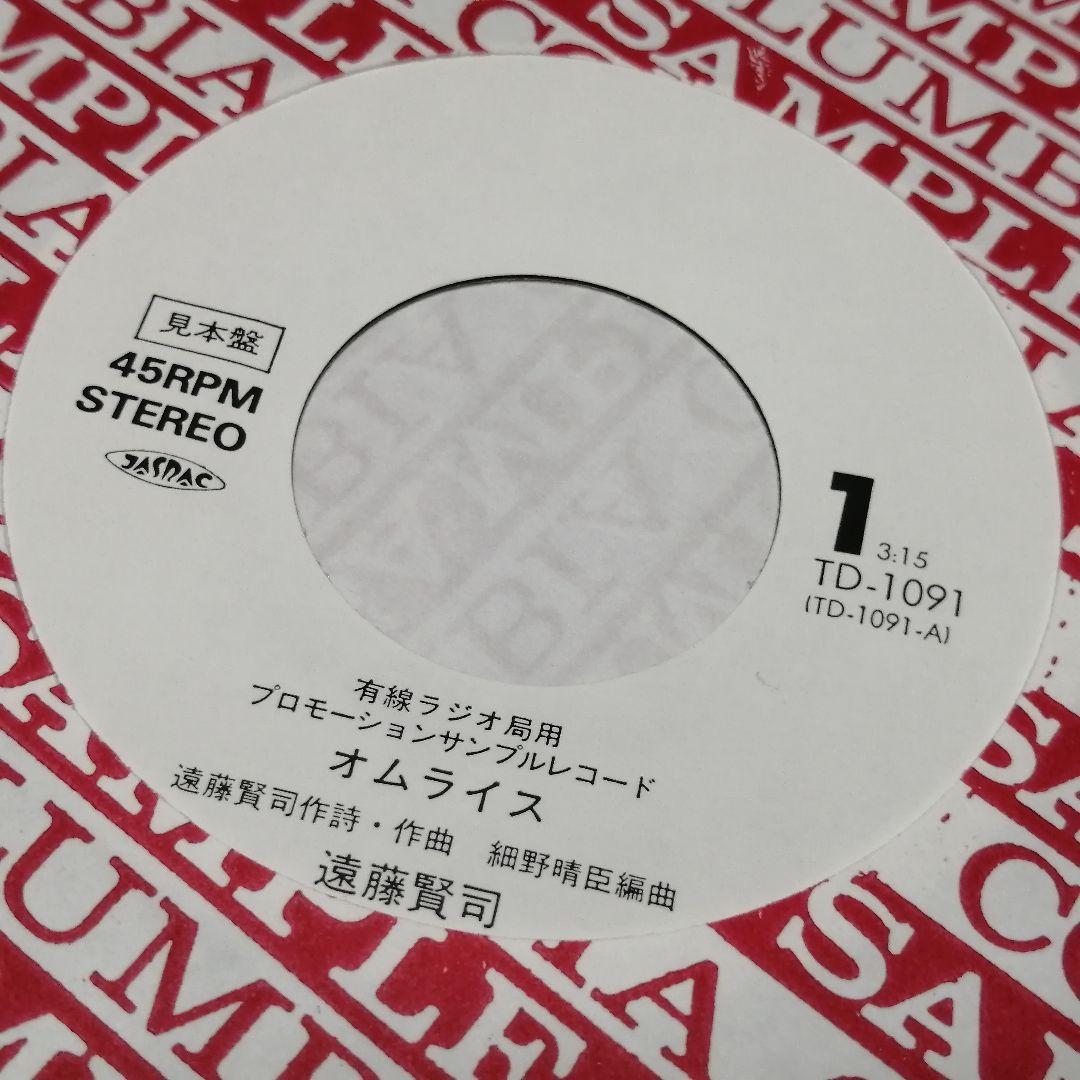 見本盤
45RPM
STEREO
JASRAC
1
3:15
TD-1091
(TD-1091-A)
有線ラジオ局用
プロモーションサンプルレコード
オムライス
遠藤賢司作詩・作曲 細野晴臣編曲
遠藤賢司
COLUMBIA
SAMPLE